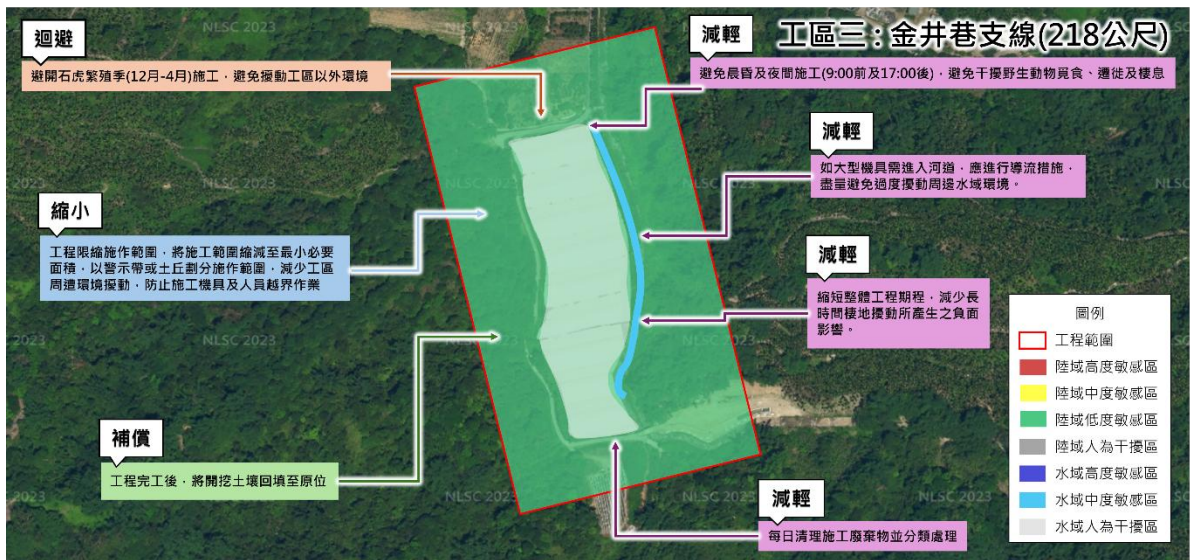 工區三：金井巷支線(218公尺)
迴避
避開石虎繁殖季(12月-4月)施工，避免擾動工區以外環境
減輕
避免晨昏及夜間施工(9:00前及17:00後)，避免干擾野生動物覓食、遷徙及棲息
減輕
如大型機具需進入河道，應進行導流措施，
盡量避免過度擾動周邊水域環境。
縮小
工程限縮施作範圍，將施工範圍縮減至最小必要
面積，以警示帶或土丘劃分施作範圍，減少工區
周遭環境擾動，防止施工機具及人員越界作業
減輕
縮短整體工程期程，減少長
時間棲地擾動所產生之負面
影響。
補償
工程完工後，將開挖土壤回填至原位
減輕
每日清理施工廢棄物並分類處理
圖例
工程範圍
陸域高度敏感區
陸域中度敏感區
陸域低度敏感區
陸域人為干擾區
水域高度敏感區
水域中度敏感區
水域人為干擾區
NLSC 2023
NLSC 2023
NLSC 2023
NLSC 2023
NLSC 2023